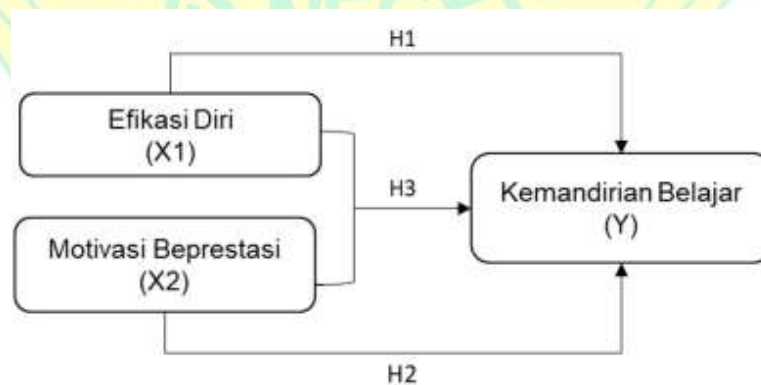 H1
Efikasi Diri
(X1)
H3
Kemandirian Belajar
(Y)
Motivasi Beprestasi
(X2)
H2